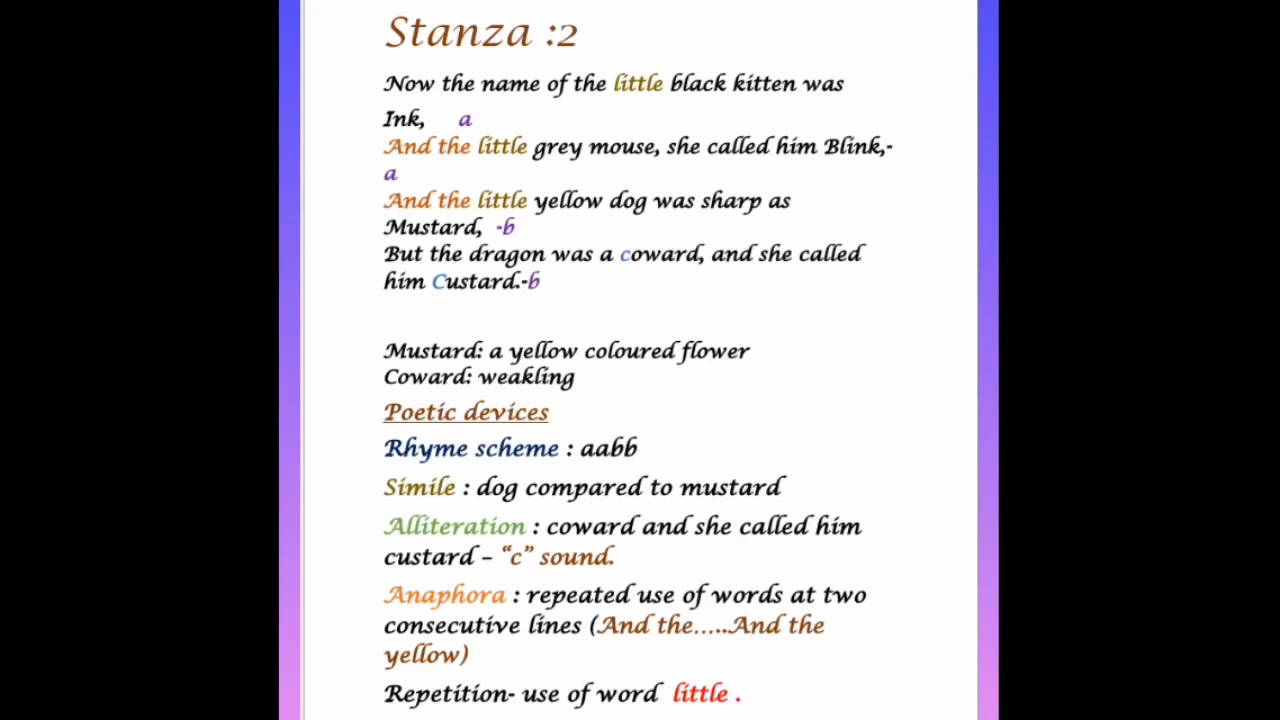 Stanza :2
Now the name of the little black kitten was
Ink, a
And the little grey mouse, she called him Blink,-
a
And the little yellow dog was sharp as
Mustard, -b
But the dragon was a coward, and she called
him Custard.-b
Mustard: a yellow coloured flower
Coward: weakling
Poetic devices
Rhyme scheme : aabb
Simile : dog compared to mustard
Alliteration : coward and she called him
custard – “c” sound.
Anaphora : repeated use of words at two
consecutive lines (And the…..And the
yellow)
Repetition- use of word little .